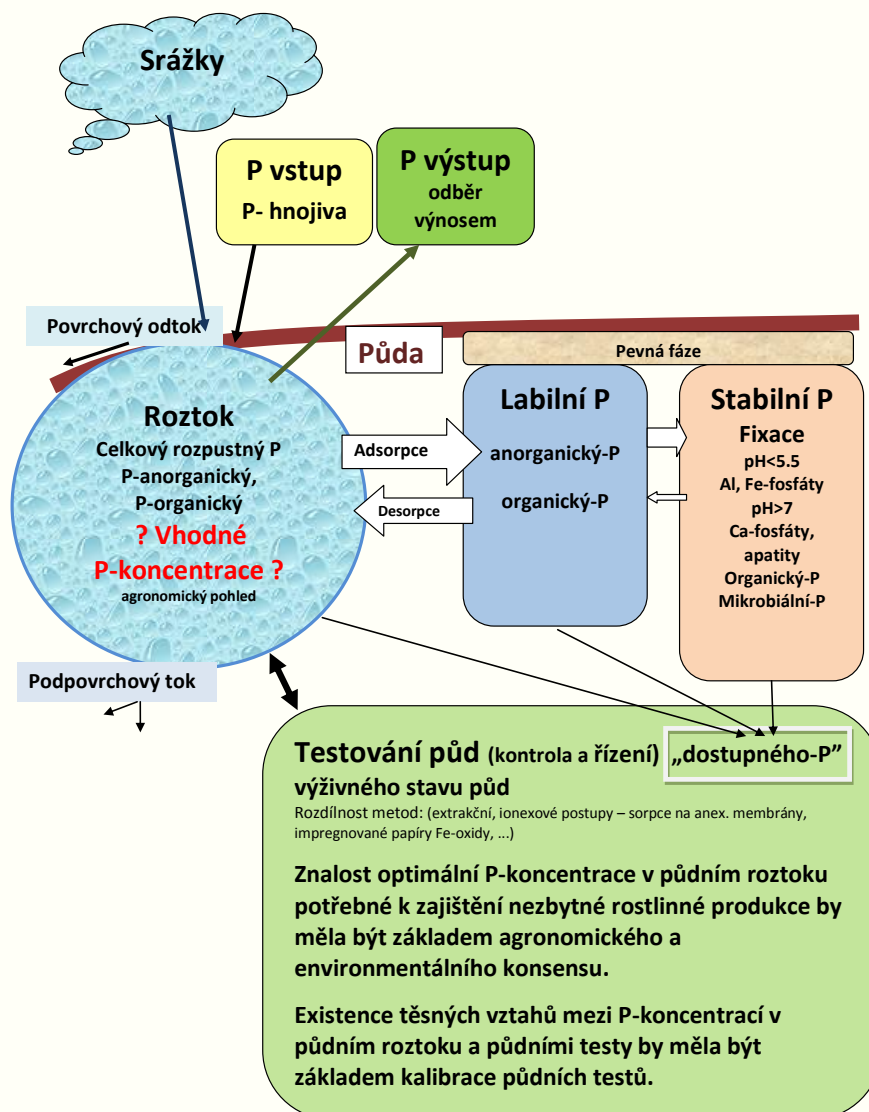 Srážky
P vstup
P- hnojiva
P výstup
odběr
výnosem
Povrchový odtok
Půda
Pevná fáze
Roztok
Celkový rozpustný P
P-anorganický,
P-organický
? Vhodné
P-koncentrace ?
agronomický pohled
Adsorpce
Desorpce
Labilní P
anorganický-P
organický-P
Stabilní P
Fixace
pH<5.5
Al, Fe-fosfáty
pH>7
Ca-fosfáty,
apatity
Organický-P
Mikrobiální-P
Podpovrchový tok
Testování půd (kontrola a řízení) „dostupného-P”
výživného stavu půd
Rozdílnost metod: (extrakční, ionexové postupy – sorpce na anex. membrány,
impregnované papíry Fe-oxidy, ...)
Znalost optimální P-koncentrace v půdním roztoku
potřebné k zajištění nezbytné rostlinné produkce by
měla být základem agronomického a
environmentálního konsensu.
Existence těsných vztahů mezi P-koncentrací v
půdním roztoku a půdními testy by měla být
základem kalibrace půdních testů.